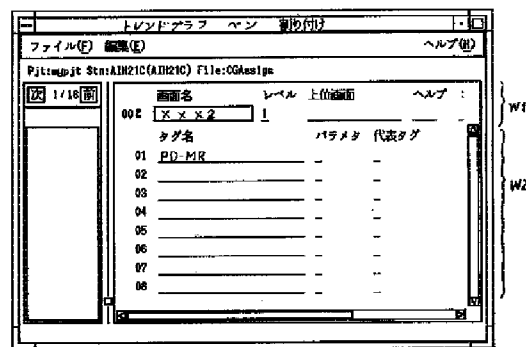 トレンドグラフ ペン 割り付け
ファイル(F) 編集(E) ヘルプ(H)
Pjt:mypjt Stn:AIH21C(AIH21C) File:CGAssign
次 1/16 前
画面名 レベル 上位画面 ヘルプ :
W1
××××2 1
タグ名 パラメタ 代表タグ
01 PD-MR
02
W2
03
04
05
06
07
08